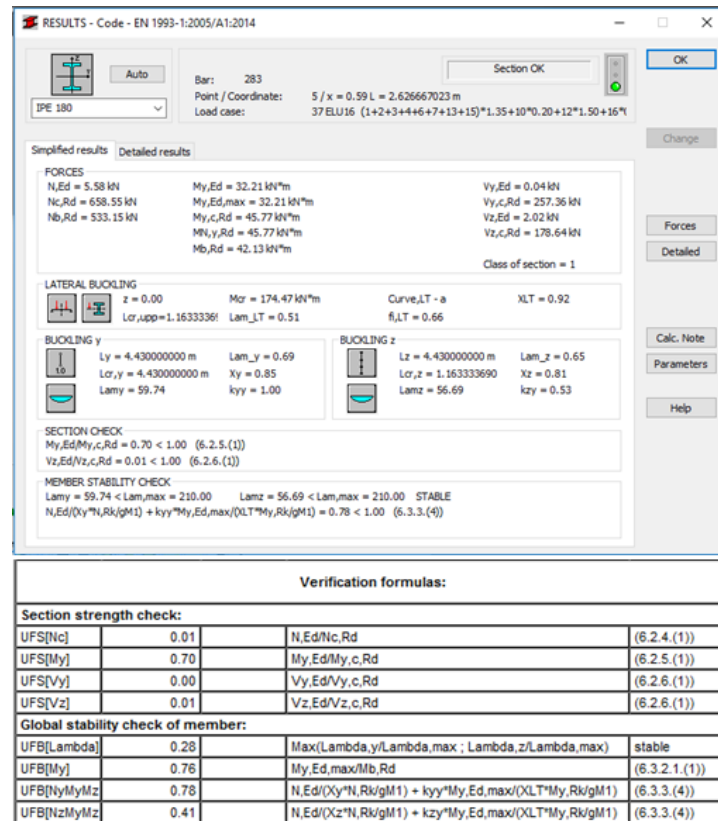 RESULTS - Code - EN 1993-1:2005/A1:2014
Auto
IPE 180
Bar: 283
Point / Coordinate: 5 / x = 0.59 L = 2.626667023 m
Load case: 37 ELU16 (1+2+3+4+6+7+13+15)*1.35+10*0.20+12*1.50+16*(
Section OK
OK
Change
Forces
Detailed
Calc. Note
Parameters
Help
Simplified results Detailed results
FORCES
N,Ed = 5.58 kN My,Ed = 32.21 kN*m Vy,Ed = 0.04 kN
Nc,Rd = 658.55 kN My,Ed,max = 32.21 kN*m Vy,c,Rd = 257.36 kN
Nb,Rd = 533.15 kN My,c,Rd = 45.77 kN*m Vz,Ed = 2.02 kN
MN,y,Rd = 45.77 kN*m Vz,c,Rd = 178.64 kN
Mb,Rd = 42.13 kN*m
Class of section = 1
LATERAL BUCKLING
z = 0.00 Mcr = 174.47 kN*m Curve,LT - a XLT = 0.92
Lcr,upp=1.1633336 Lam_LT = 0.51 fi,LT = 0.66
BUCKLING y
1.0
Ly = 4.430000000 m Lam_y = 0.69
Lcr,y = 4.430000000 m Xy = 0.85
Lamy = 59.74 kyy = 1.00
BUCKLING z
Lz = 4.430000000 m Lam_z = 0.65
Lcr,z = 1.163333690 Xz = 0.81
Lamz = 56.69 kzy = 0.53
SECTION CHECK
My,Ed/My,c,Rd = 0.70 < 1.00 (6.2.5.(1))
Vz,Ed/Vz,c,Rd = 0.01 < 1.00 (6.2.6.(1))
MEMBER STABILITY CHECK
Lamy = 59.74 < Lam,max = 210.00 Lamz = 56.69 < Lam,max = 210.00 STABLE
N,Ed/(Xy*N,Rk/gM1) + kyy*My,Ed,max/(XLT*My,Rk/gM1) = 0.78 < 1.00 (6.3.3.(4))
Verification formulas:
Section strength check:
UFS[Nc] 0.01 N,Ed/Nc,Rd (6.2.4.(1))
UFS[My] 0.70 My,Ed/My,c,Rd (6.2.5.(1))
UFS[Vy] 0.00 Vy,Ed/Vy,c,Rd (6.2.6.(1))
UFS[Vz] 0.01 Vz,Ed/Vz,c,Rd (6.2.6.(1))
Global stability check of member:
UFB[Lambda] 0.28 Max(Lambda,y/Lambda,max ; Lambda,z/Lambda,max) stable
UFB[My] 0.76 My,Ed,max/Mb,Rd (6.3.2.1.(1))
UFB[NyMyMz 0.78 N,Ed/(Xy*N,Rk/gM1) + kyy*My,Ed,max/(XLT*My,Rk/gM1) (6.3.3.(4))
UFB[NzMyMz 0.41 N,Ed/(Xz*N,Rk/gM1) + kzy*My,Ed,max/(XLT*My,Rk/gM1) (6.3.3.(4))